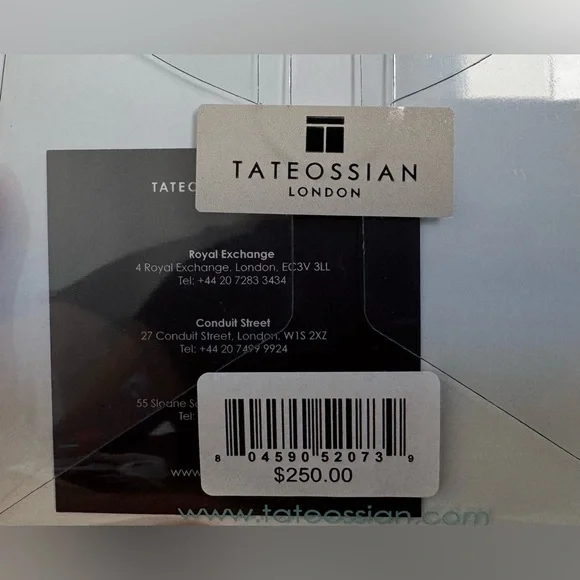 TATEOSSIAN
LONDON
TATEO
Royal Exchange
4 Royal Exchange, London, EC3V 3LL
Tel: +44 20 7283 3434
Conduit Street
27 Conduit Street, London, W1S 2XZ
Tel: +44 20 7499 9924
55 Sloane
Tel:
8 04590 52073 9
$250.00
www.tateossian.com